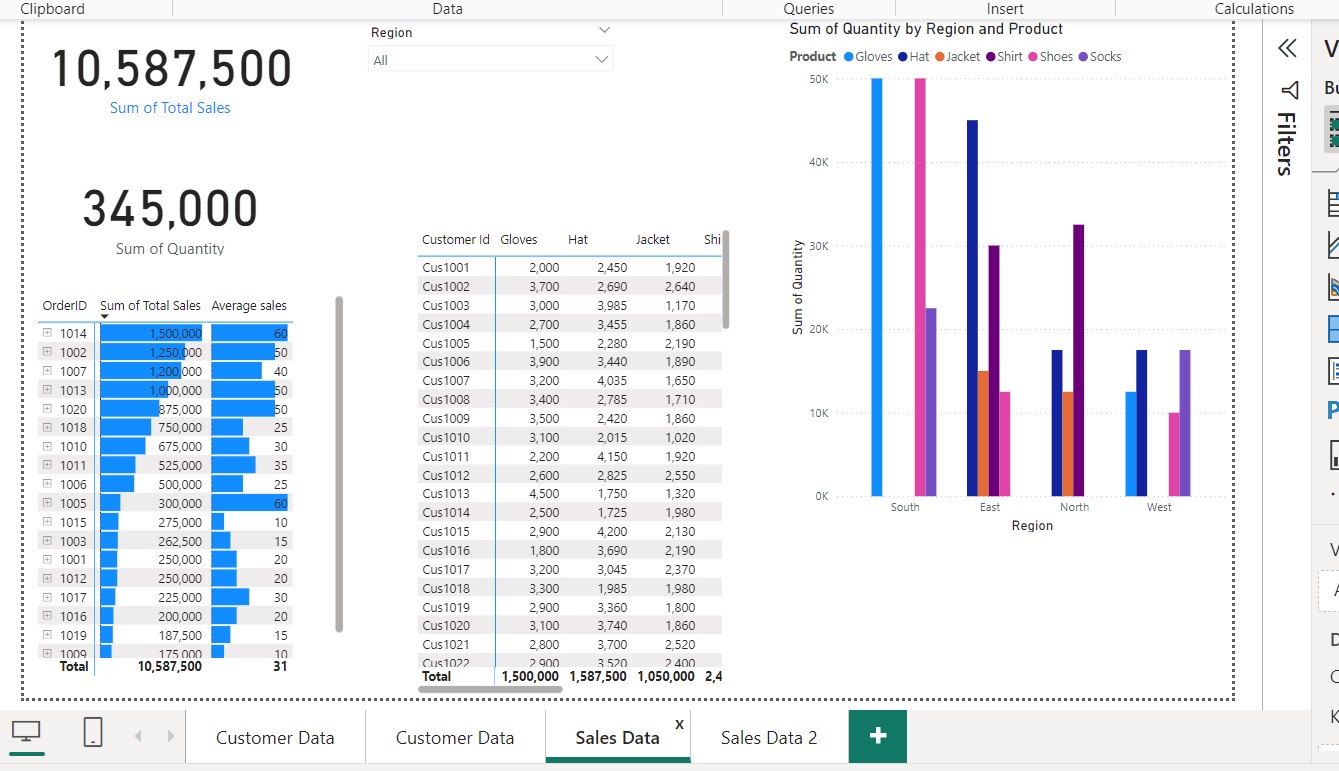 Clipboard Data Queries Insert Calculations
10,587,500
Sum of Total Sales
345,000
Sum of Quantity
Region
All
OrderID Sum of Total Sales Average sales
1014 1,500,000 60
1002 1,250,000 50
1007 1,200,000 40
1013 1,000,000 50
1020 875,000 50
1018 750,000 25
1010 675,000 30
1011 525,000 35
1006 500,000 25
1005 300,000 60
1015 275,000 10
1003 262,500 15
1001 250,000 20
1012 250,000 20
1017 225,000 30
1016 200,000 20
1019 187,500 15
1009 175,000 10
Total 10,587,500 31
Customer Id Gloves Hat Jacket Shi
Cus1001 2,000 2,450 1,920
Cus1002 3,700 2,690 2,640
Cus1003 3,000 3,985 1,170
Cus1004 2,700 3,455 1,860
Cus1005 1,500 2,280 2,190
Cus1006 3,900 3,440 1,890
Cus1007 3,200 4,035 1,650
Cus1008 3,400 2,785 1,710
Cus1009 3,500 2,420 1,860
Cus1010 3,100 2,015 1,020
Cus1011 2,200 4,150 1,920
Cus1012 2,600 2,825 2,550
Cus1013 4,500 1,750 1,320
Cus1014 2,500 1,725 1,980
Cus1015 2,900 4,200 2,130
Cus1016 1,800 3,690 2,190
Cus1017 3,200 3,045 2,370
Cus1018 3,300 1,985 1,980
Cus1019 2,900 3,360 1,800
Cus1020 3,100 3,740 1,860
Cus1021 2,800 3,700 2,520
Cus1022 2,900 3,520 2,400
Total 1,500,000 1,587,500 1,050,000 2,4
Sum of Quantity by Region and Product
Product Gloves Hat Jacket Shirt Shoes Socks
50K
40K
30K
20K
10K
0K
Sum of Quantity
South East North West
Region
Filters
Bu
Customer Data Customer Data Sales Data x Sales Data 2 +